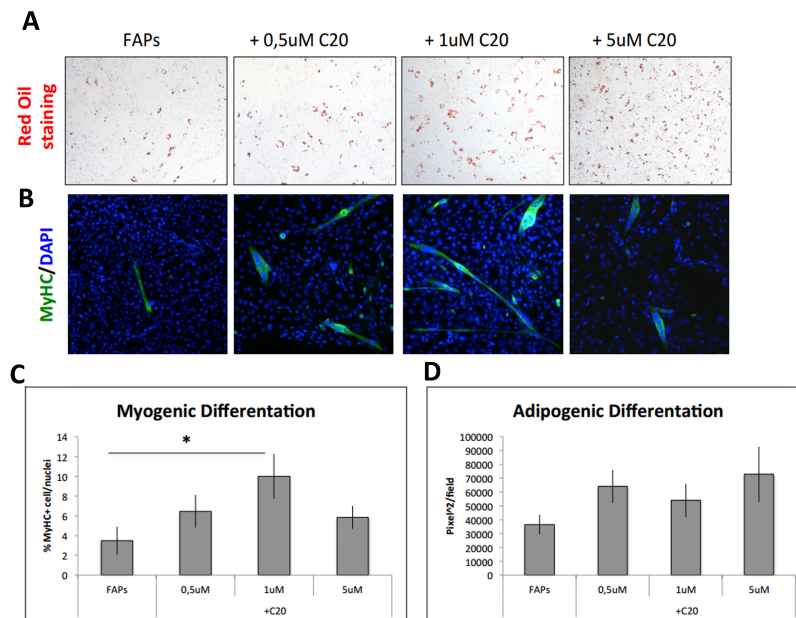 A
FAPs
+ 0,5uM C20
+ 1uM C20
+ 5uM C20
Red Oil
staining
B
MyHC/DAPI
C
Myogenic Differentation
*
% MyHC+ cell/nuclei
14
12
10
8
6
4
2
0
FAPs
0,5uM
1uM
5uM
+C20
D
Adipogenic Differentation
Pixel^2/field
100000
90000
80000
70000
60000
50000
40000
30000
20000
10000
0
FAPs
0,5uM
1uM
5uM
+C20